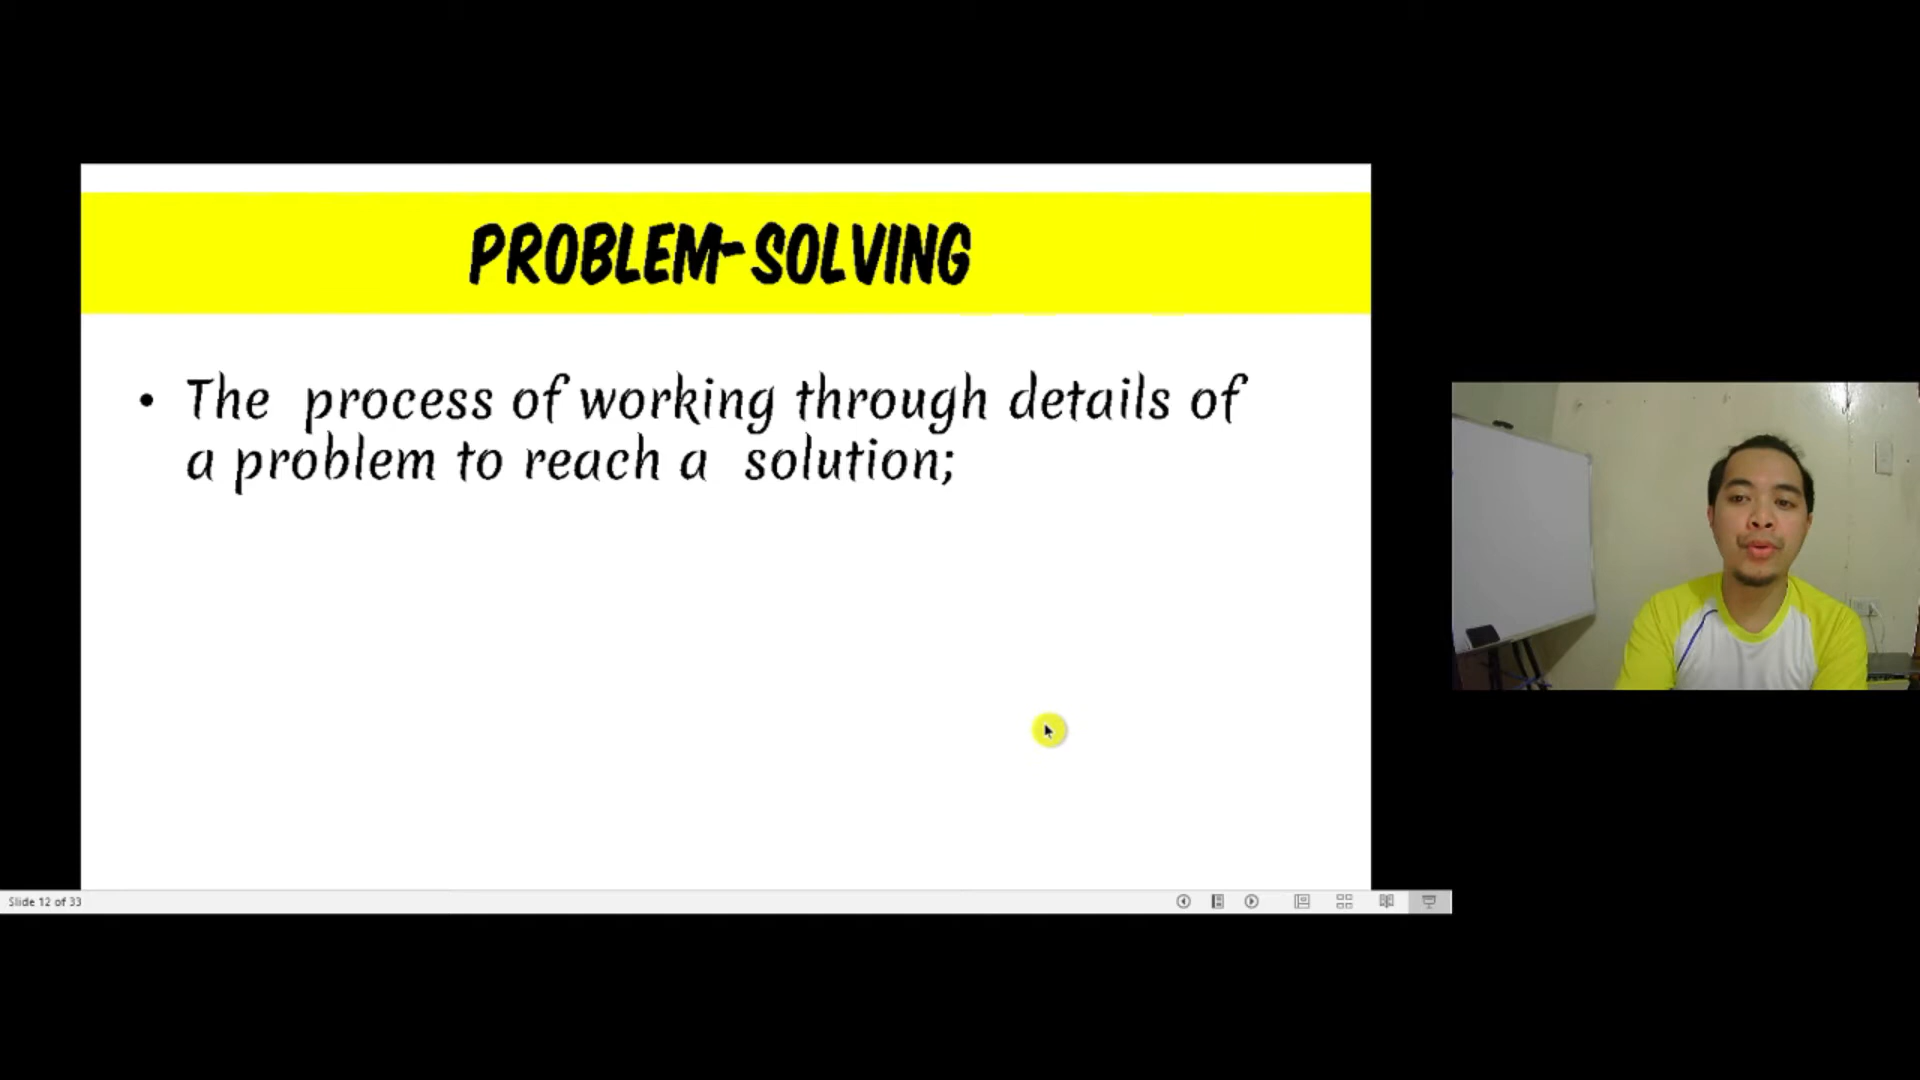 PROBLEM-SOLVING
• The process of working through details of
a problem to reach a solution;
Slide 12 of 33